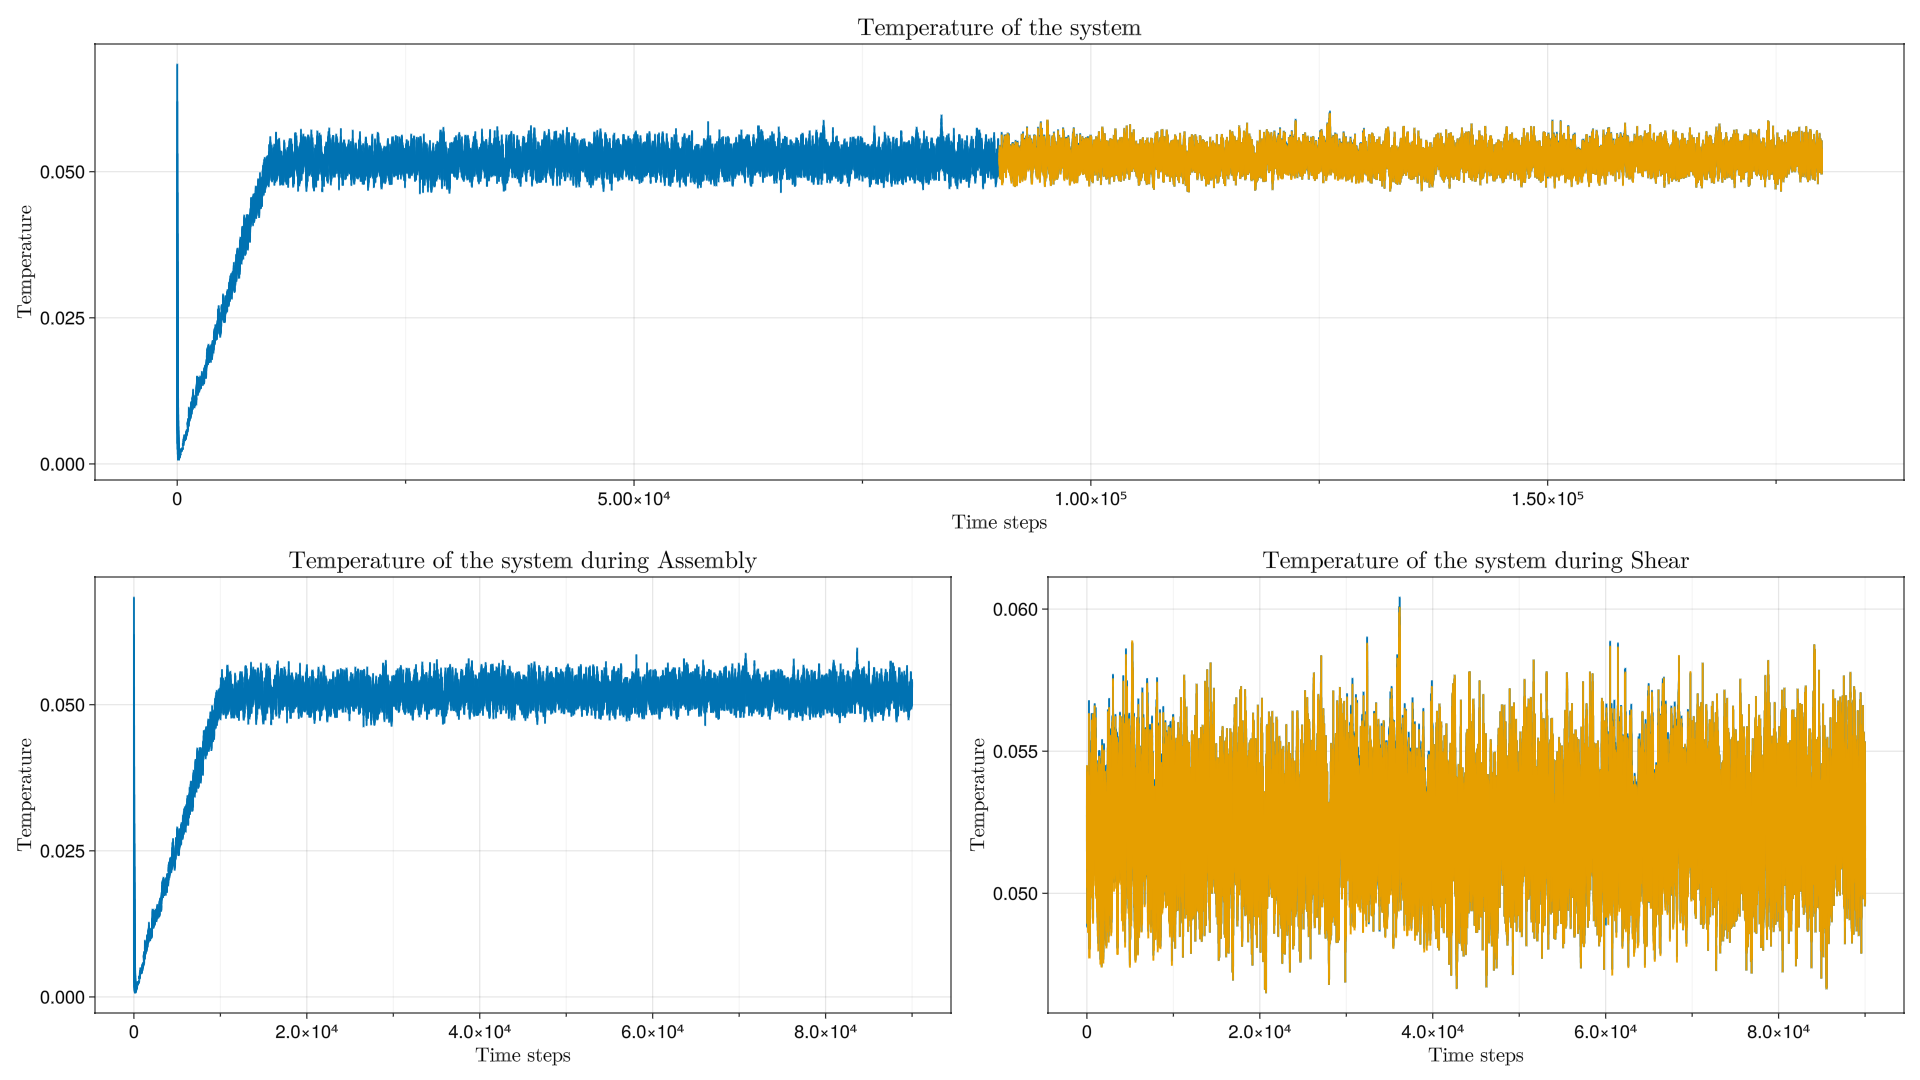 Temperature of the system
Temperature
0.050
0.025
0.000
0 5.00×10⁴ 1.00×10⁵ 1.50×10⁵
Time steps
Temperature of the system during Assembly
Temperature
0.050
0.025
0.000
0 2.0×10⁴ 4.0×10⁴ 6.0×10⁴ 8.0×10⁴
Time steps
Temperature of the system during Shear
Temperature
0.060
0.055
0.050
0 2.0×10⁴ 4.0×10⁴ 6.0×10⁴ 8.0×10⁴
Time steps